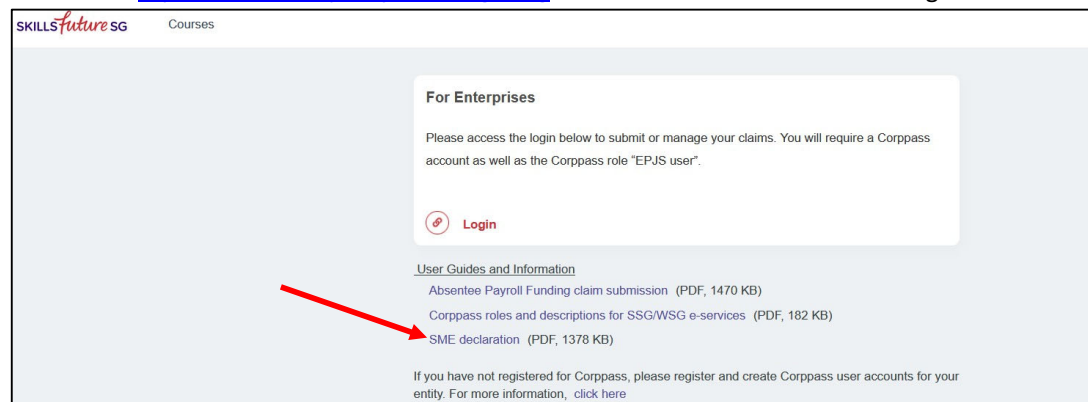 SKILLSfuture SG Courses
For Enterprises
Please access the login below to submit or manage your claims. You will require a Corppass
account as well as the Corppass role “EPJS user”.
Login
User Guides and Information
Absentee Payroll Funding claim submission (PDF, 1470 KB)
Corppass roles and descriptions for SSG/WSG e-services (PDF, 182 KB)
SME declaration (PDF, 1378 KB)
If you have not registered for Corppass, please register and create Corppass user accounts for your
entity. For more information, click here